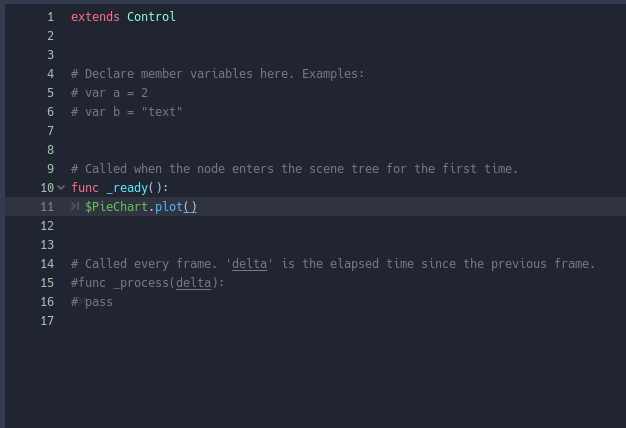 1 extends Control
2
3
4 # Declare member variables here. Examples:
5 # var a = 2
6 # var b = "text"
7
8
9 # Called when the node enters the scene tree for the first time.
10 func _ready():
11 $PieChart.plot()
12
13
14 # Called every frame. 'delta' is the elapsed time since the previous frame.
15 #func _process(delta):
16 # pass
17